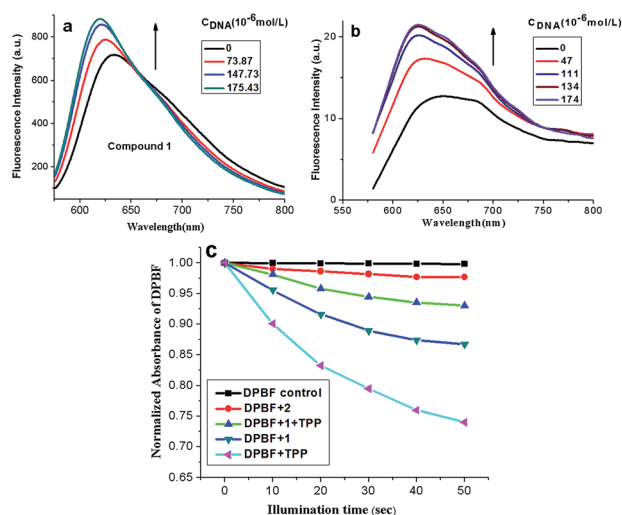 a
C DNA(10-6mol/L)
0
73.87
147.73
175.43
Compound 1
Fluorescence Intensity (a.u.)
800
600
400
200
600
650
700
750
800
Wavelength(nm)
b
CDNA(10-6mol/L)
0
47
111
134
174
Fluorescence Intensity (a.u.)
20
10
0
550
600
650
700
750
800
Wavelength(nm)
c
Normalized Absorbance of DPBF
1.00
0.95
0.90
0.85
0.80
0.75
0.70
0.65
DPBF control
DPBF+2
DPBF+1+TPP
DPBF+1
DPBF+TPP
0
10
20
30
40
50
Illumination time (sec)